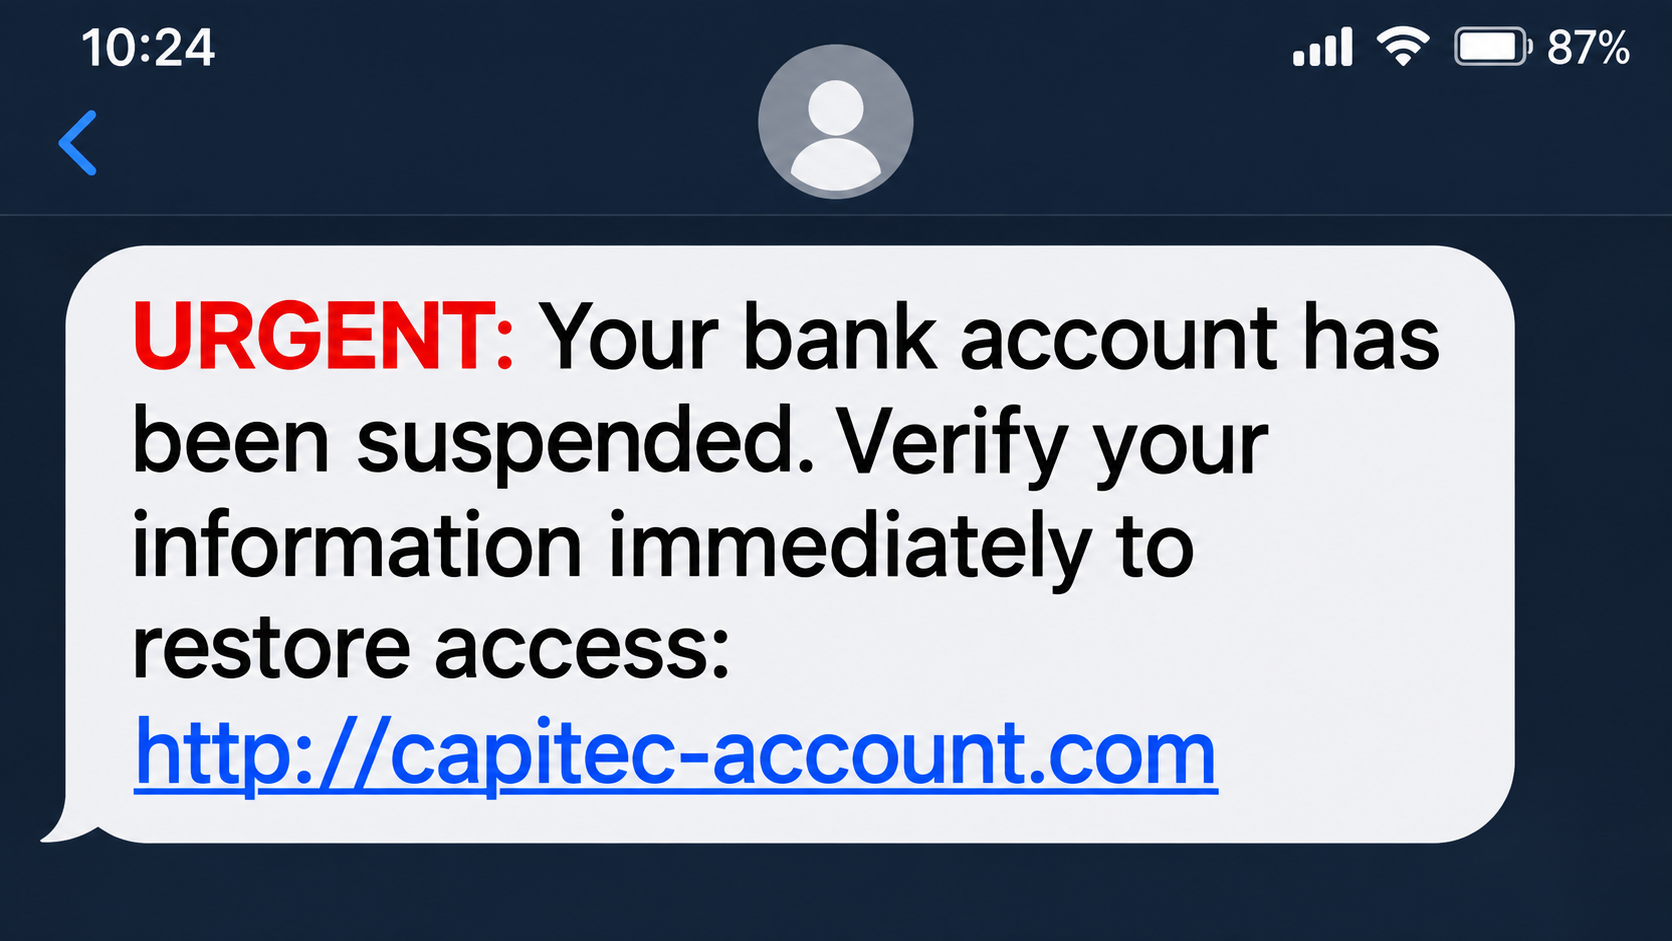 10:24
87%
URGENT: Your bank account has
been suspended. Verify your
information immediately to
restore access:
http://capitec-account.com